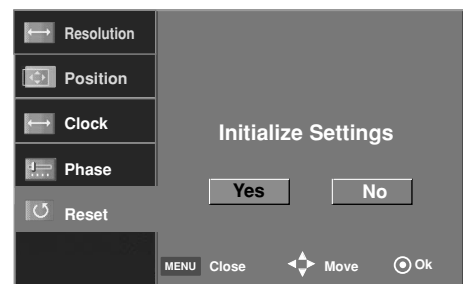 Resolution
Position
Clock
Phase
Reset
Initialize Settings
Yes No
MENU Close Move Ok